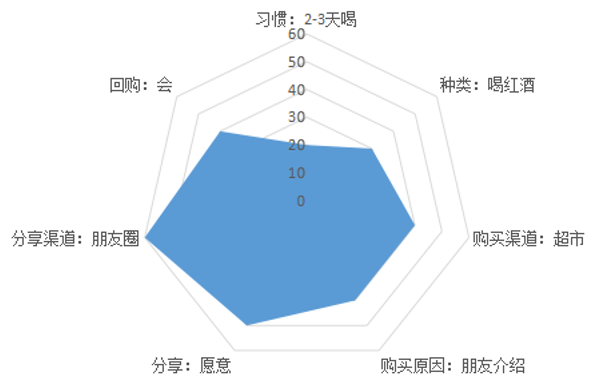 习惯：2-3天喝
60
50
40
30
20
10
0
种类：喝红酒
购买渠道：超市
购买原因：朋友介绍
分享：愿意
分享渠道：朋友圈
回购：会